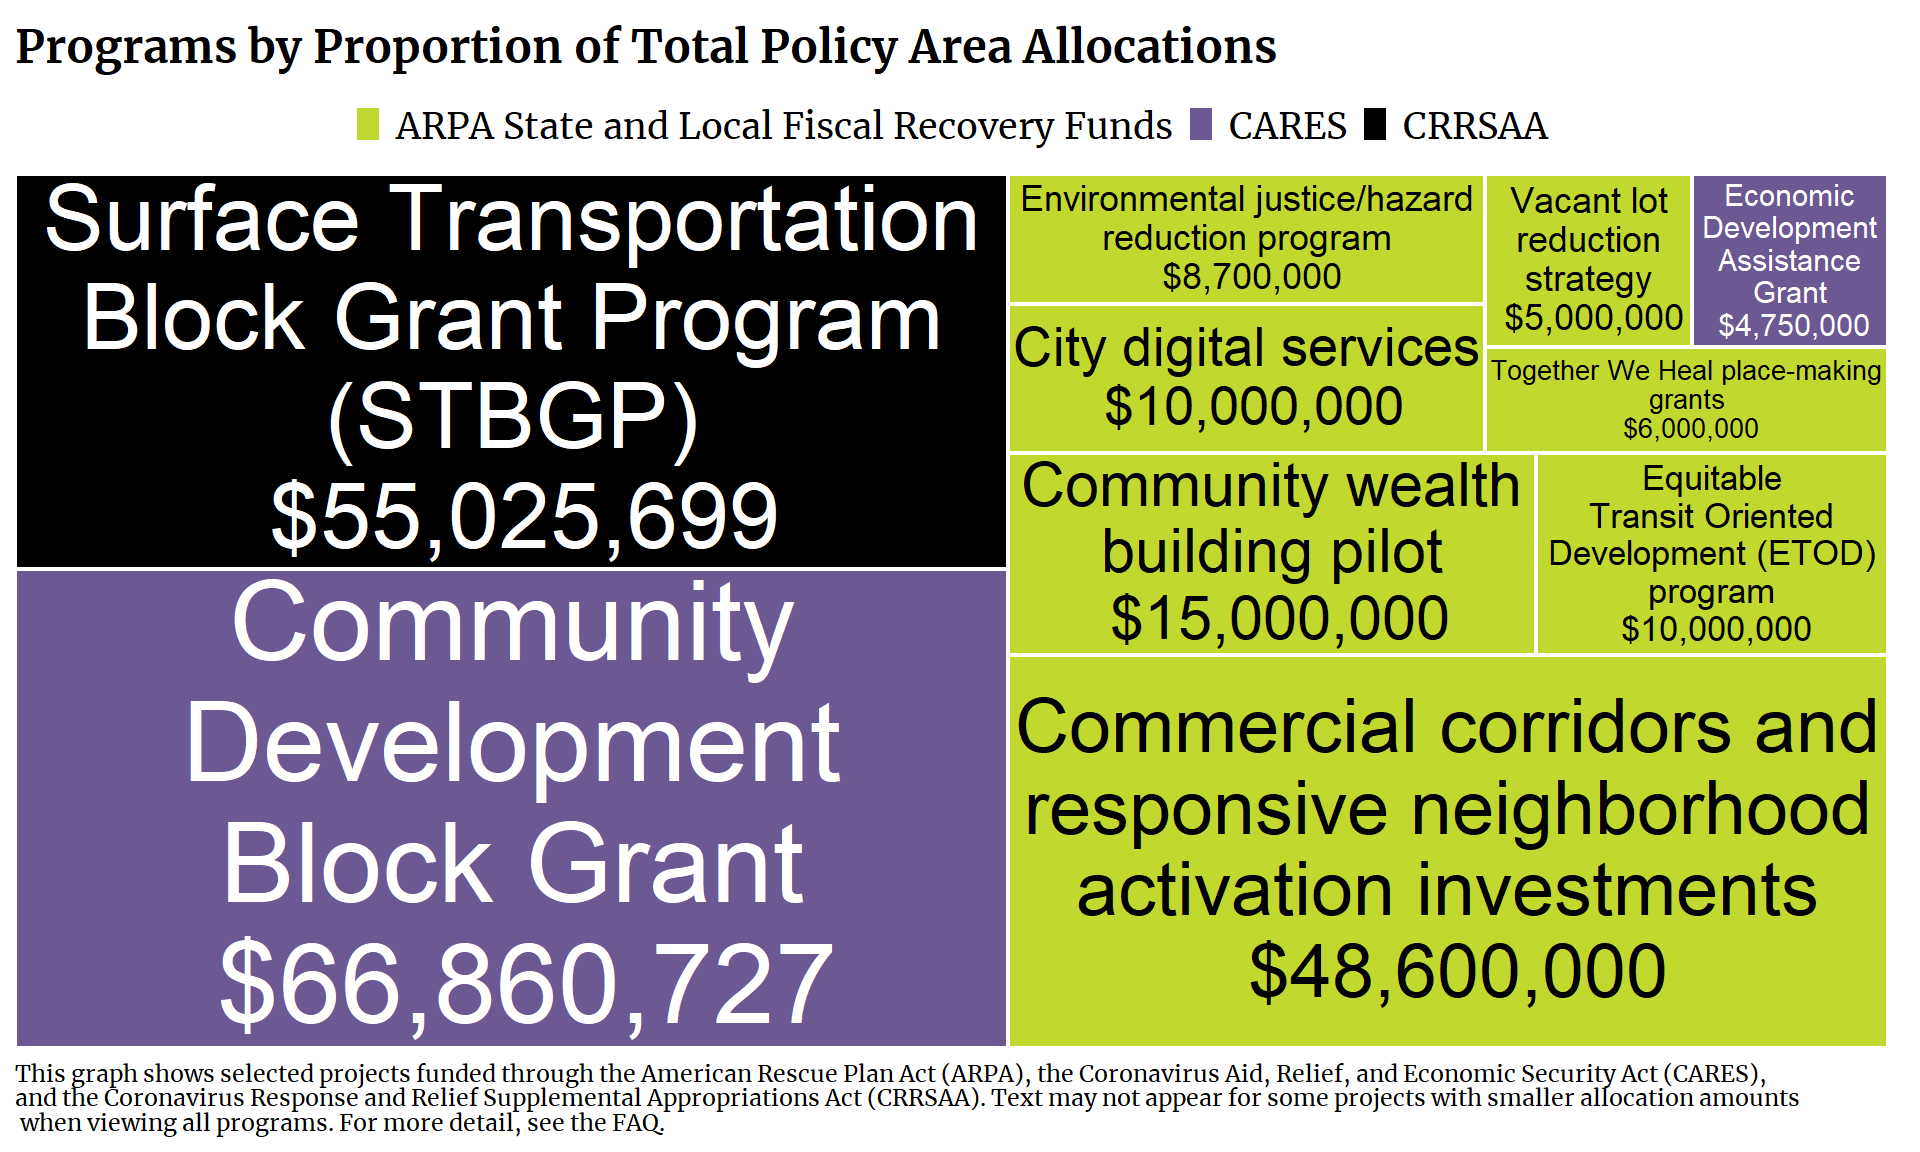 Programs by Proportion of Total Policy Area Allocations
ARPA State and Local Fiscal Recovery Funds CARES CRRSAA
Surface Transportation
Block Grant Program
(STBGP)
$55,025,699
Community
Development
Block Grant
$66,860,727
Environmental justice/hazard
reduction program
$8,700,000
City digital services
$10,000,000
Vacant lot
reduction
strategy
$5,000,000
Economic
Development
Assistance
Grant
$4,750,000
Together We Heal place-making
grants
$6,000,000
Community wealth
building pilot
$15,000,000
Equitable
Transit Oriented
Development (ETOD)
program
$10,000,000
Commercial corridors and
responsive neighborhood
activation investments
$48,600,000
This graph shows selected projects funded through the American Rescue Plan Act (ARPA), the Coronavirus Aid, Relief, and Economic Security Act (CARES),
and the Coronavirus Response and Relief Supplemental Appropriations Act (CRRSAA). Text may not appear for some projects with smaller allocation amounts
when viewing all programs. For more detail, see the FAQ.